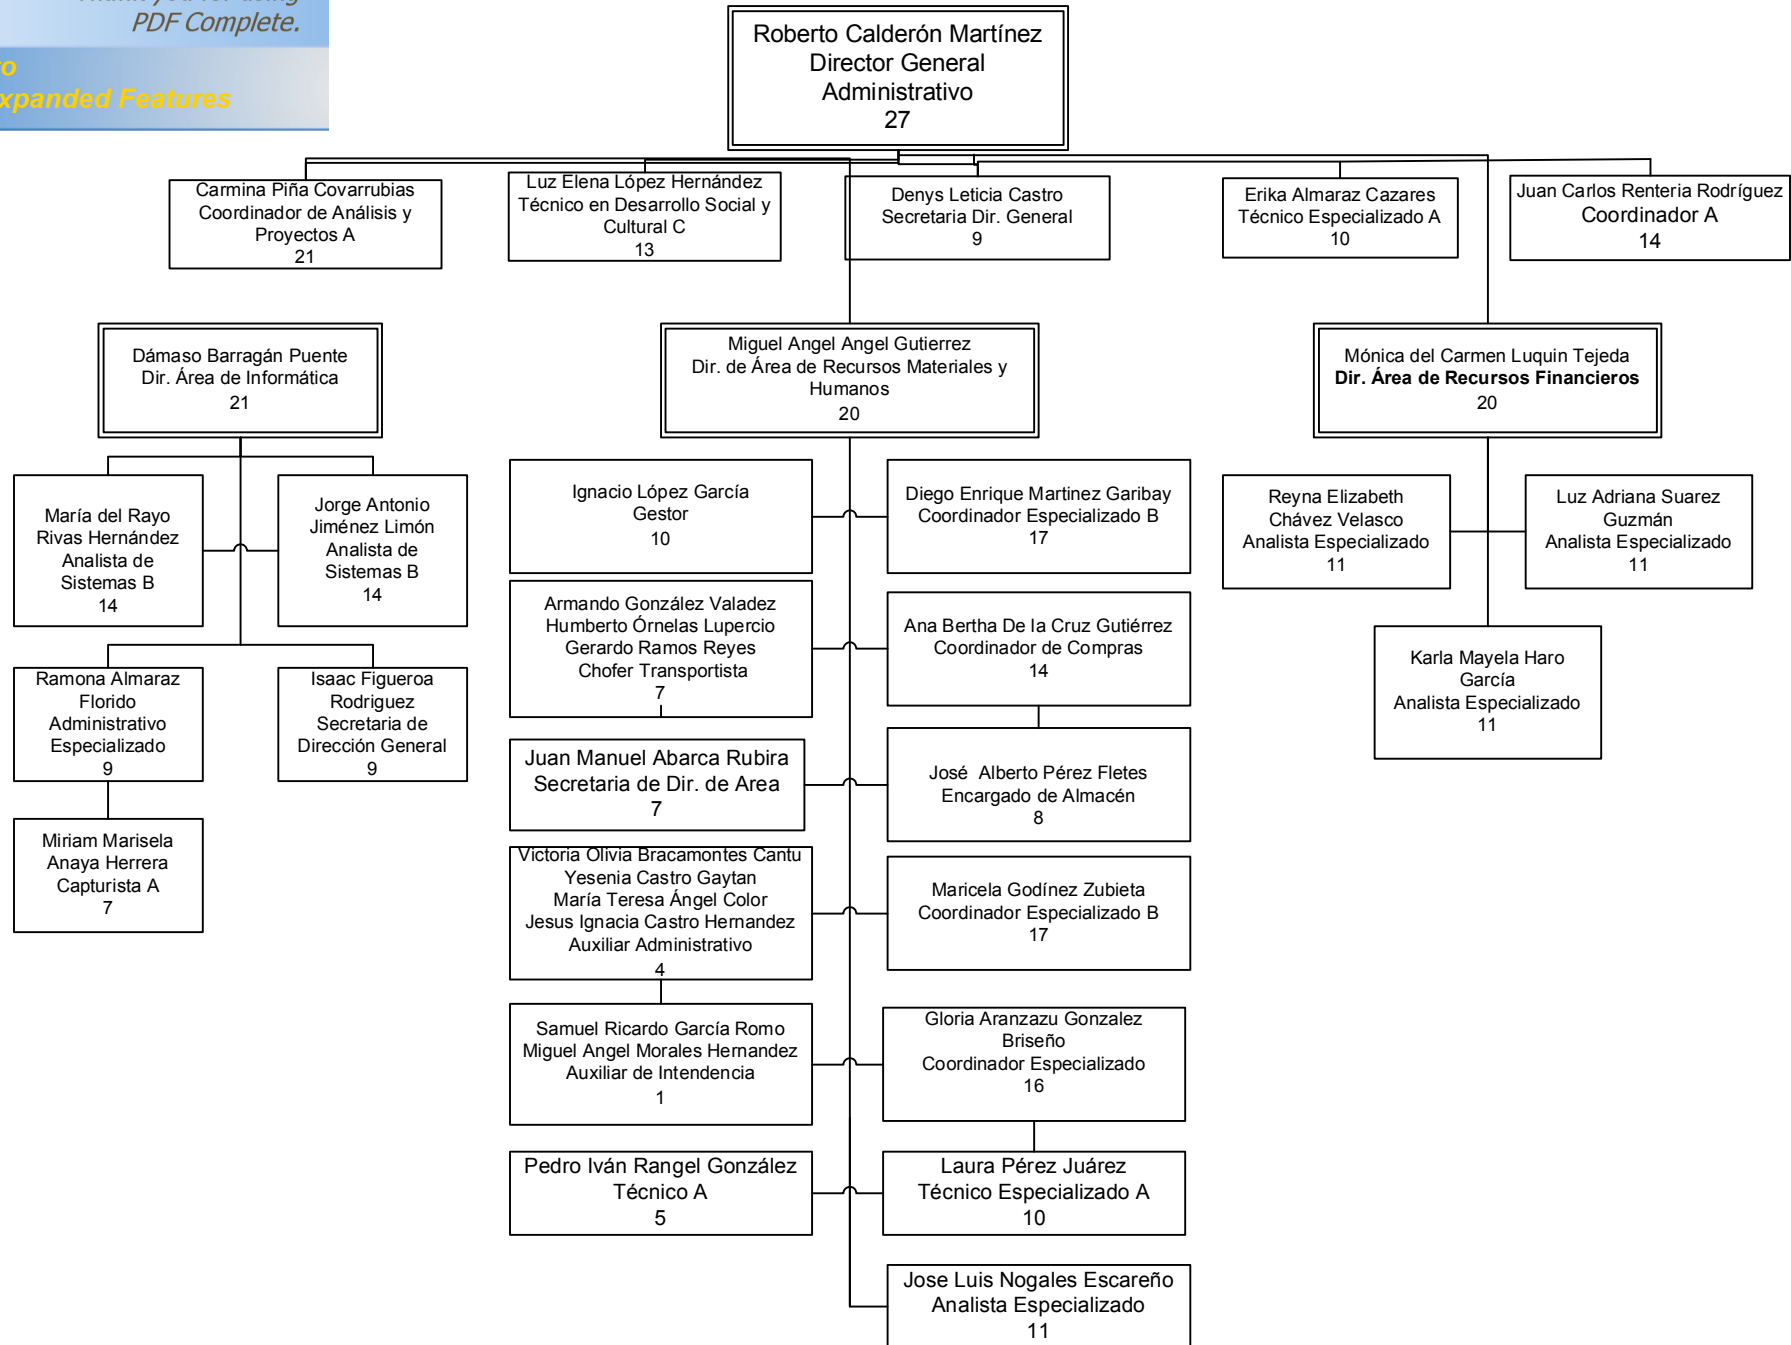 PDF Complete.
Expanded Features
Roberto Calderón Martínez
Director General
Administrativo
27
Carmina Piña Covarrubias
Coordinador de Análisis y
Proyectos A
21
Luz Elena López Hernández
Técnico en Desarrollo Social y
Cultural C
13
Denys Leticia Castro
Secretaria Dir. General
9
Erika Almaraz Cazares
Técnico Especializado A
10
Juan Carlos Renteria Rodríguez
Coordinador A
14
Dámaso Barragán Puente
Dir. Área de Informática
21
Miguel Angel Angel Gutierrez
Dir. de Área de Recursos Materiales y
Humanos
20
Mónica del Carmen Luquin Tejeda
Dir. Área de Recursos Financieros
20
María del Rayo
Rivas Hernández
Analista de
Sistemas B
14
Jorge Antonio
Jiménez Limón
Analista de
Sistemas B
14
Ramona Almaraz
Florido
Administrativo
Especializado
9
Isaac Figueroa
Rodriguez
Secretaria de
Dirección General
9
Miriam Marisela
Anaya Herrera
Capturista A
7
Ignacio López García
Gestor
10
Diego Enrique Martinez Garibay
Coordinador Especializado B
17
Armando González Valadez
Humberto Órnelas Lupercio
Gerardo Ramos Reyes
Chofer Transportista
7
Ana Bertha De la Cruz Gutiérrez
Coordinador de Compras
14
Juan Manuel Abarca Rubira
Secretaria de Dir. de Area
7
José Alberto Pérez Fletes
Encargado de Almacén
8
Victoria Olivia Bracamontes Cantu
Yesenia Castro Gaytan
María Teresa Ángel Color
Jesus Ignacia Castro Hernandez
Auxiliar Administrativo
4
Maricela Godínez Zubieta
Coordinador Especializado B
17
Samuel Ricardo García Romo
Miguel Angel Morales Hernandez
Auxiliar de Intendencia
1
Gloria Aranzazu Gonzalez
Briseño
Coordinador Especializado
16
Pedro Iván Rangel González
Técnico A
5
Laura Pérez Juárez
Técnico Especializado A
10
Jose Luis Nogales Escareño
Analista Especializado
11
Reyna Elizabeth
Chávez Velasco
Analista Especializado
11
Luz Adriana Suarez
Guzmán
Analista Especializado
11
Karla Mayela Haro
García
Analista Especializado
11